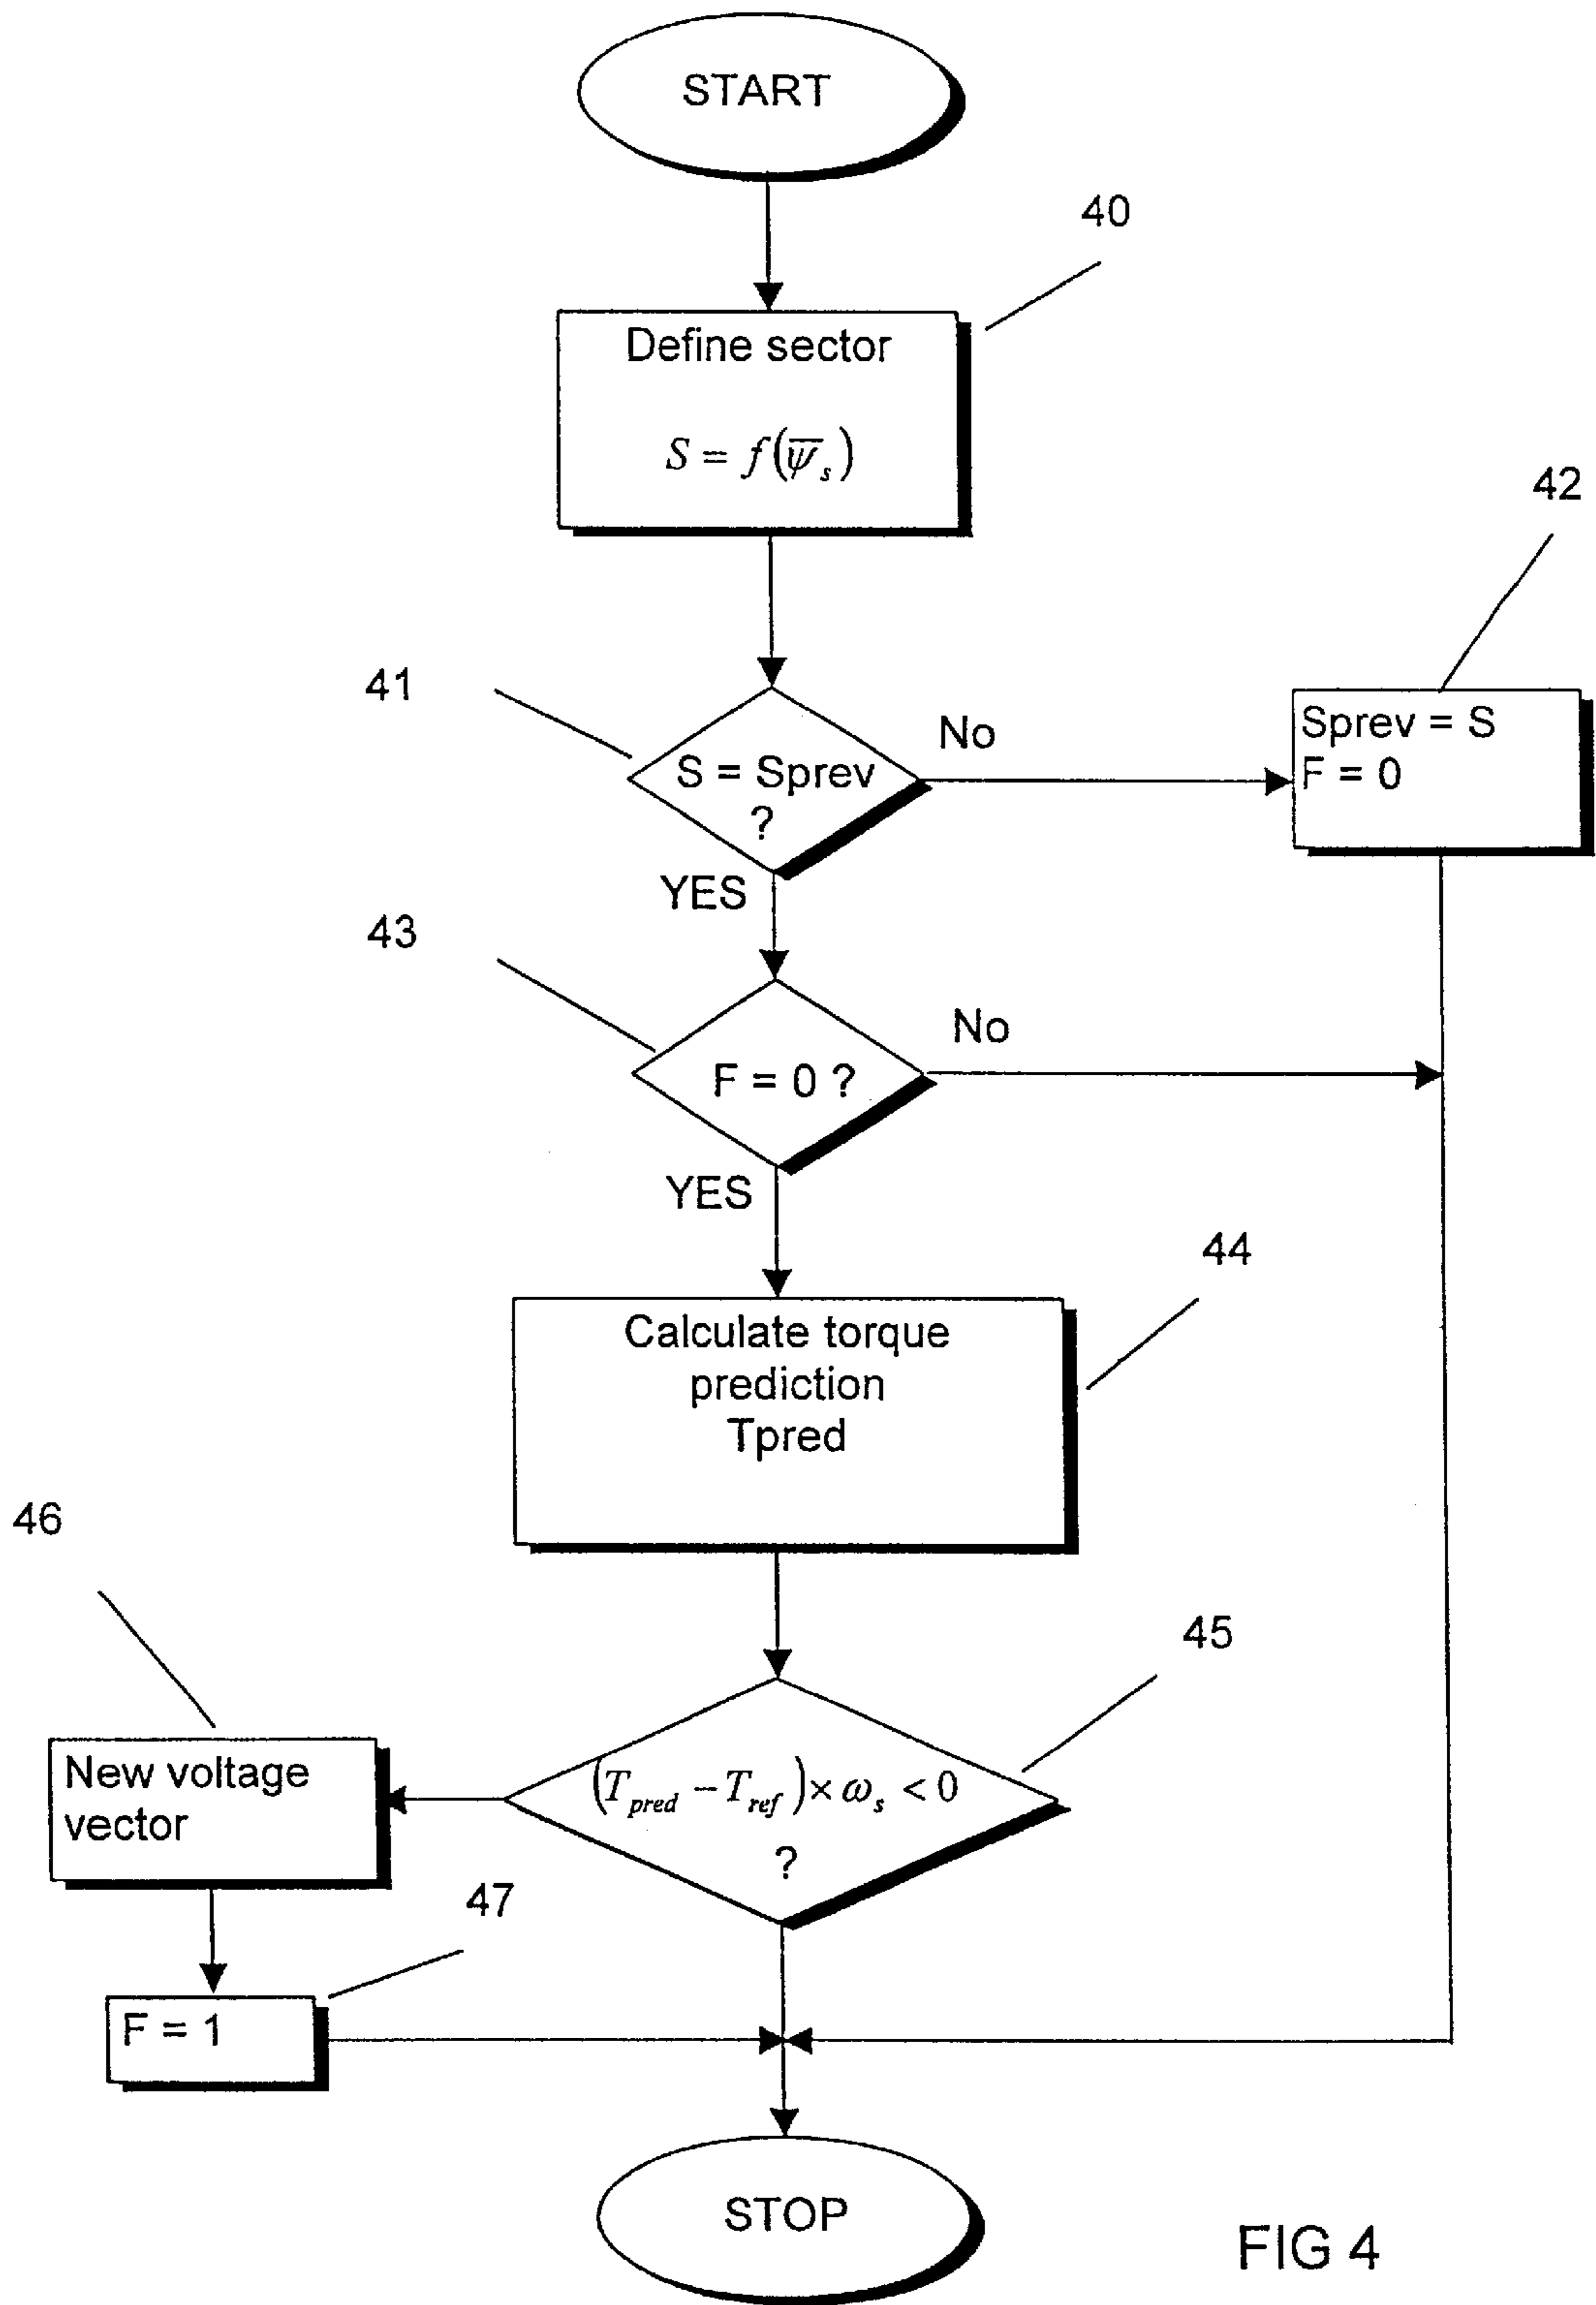 START
40
Define sector
S = f(ψ̅s)
42
41
S = Sprev
?
No
Sprev = S
F = 0
YES
43
F = 0 ?
No
YES
44
Calculate torque
prediction
Tpred
46
45
New voltage
vector
(Tpred − Tref) × ωs < 0
?
47
F = 1
STOP
FIG 4